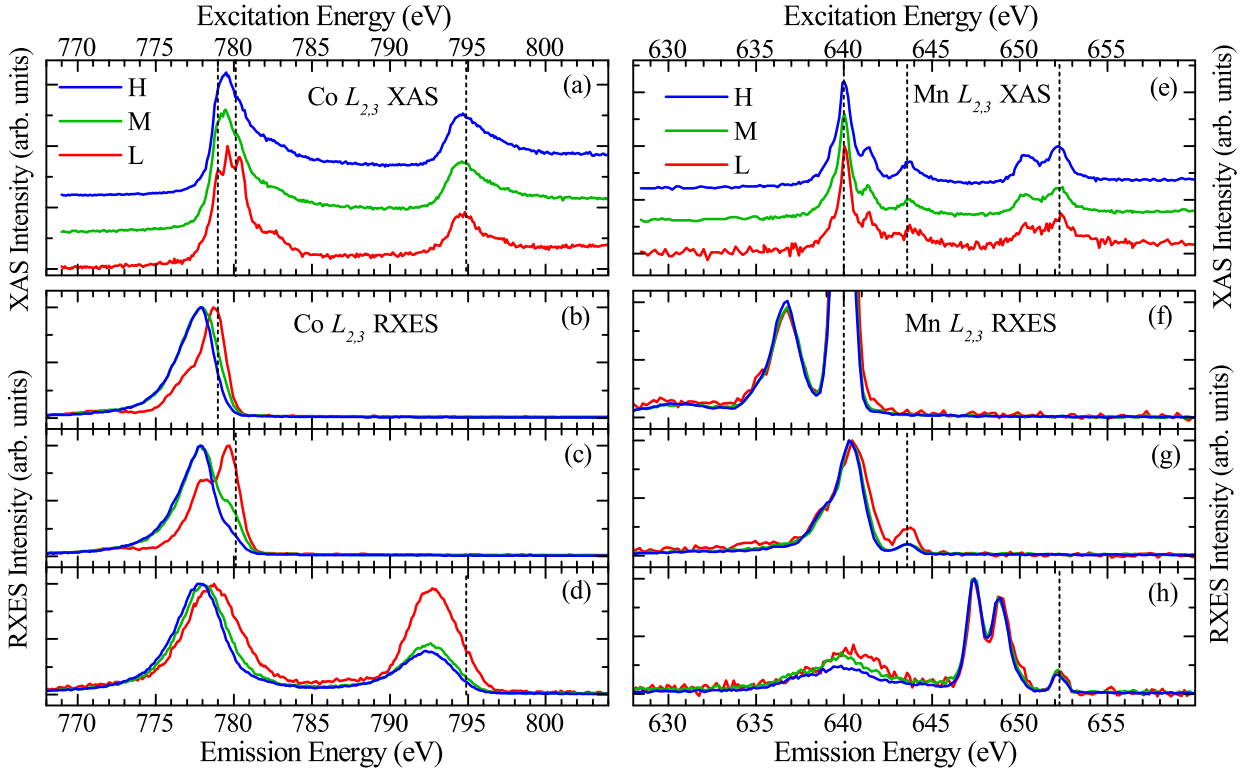 Excitation Energy (eV)
770 775 780 785 790 795 800
XAS Intensity (arb. units)
H
M
L
Co L2,3 XAS
(a)
Co L2,3 RXES
(b)
(c)
(d)
RXES Intensity (arb. units)
770 775 780 785 790 795 800
Emission Energy (eV)
Excitation Energy (eV)
630 635 640 645 650 655
H
M
L
Mn L2,3 XAS
(e)
XAS Intensity (arb. units)
Mn L2,3 RXES
(f)
(g)
(h)
RXES Intensity (arb. units)
630 635 640 645 650 655
Emission Energy (eV)